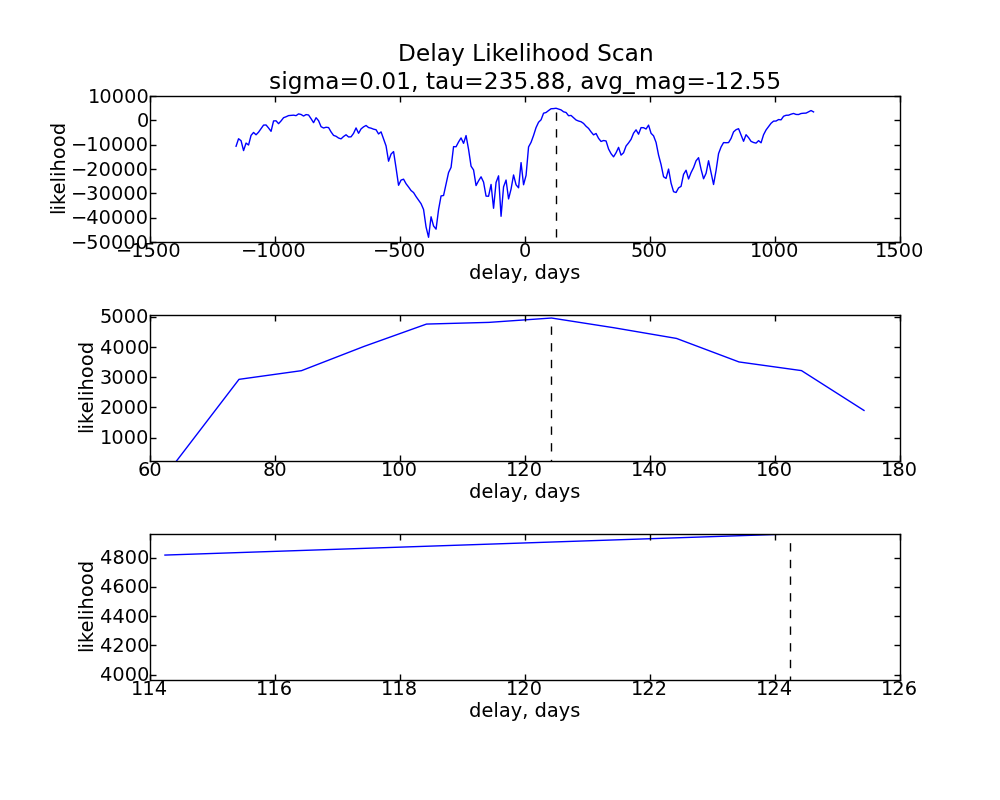 Delay Likelihood Scan
sigma=0.01, tau=235.88, avg_mag=-12.55
10000
0
−10000
−20000
−30000
−40000
−50000
likelihood
−1500 −1000 −500 0 500 1000 1500
delay, days
5000
4000
3000
2000
1000
likelihood
60 80 100 120 140 160 180
delay, days
4800
4600
4400
4200
4000
likelihood
114 116 118 120 122 124 126
delay, days